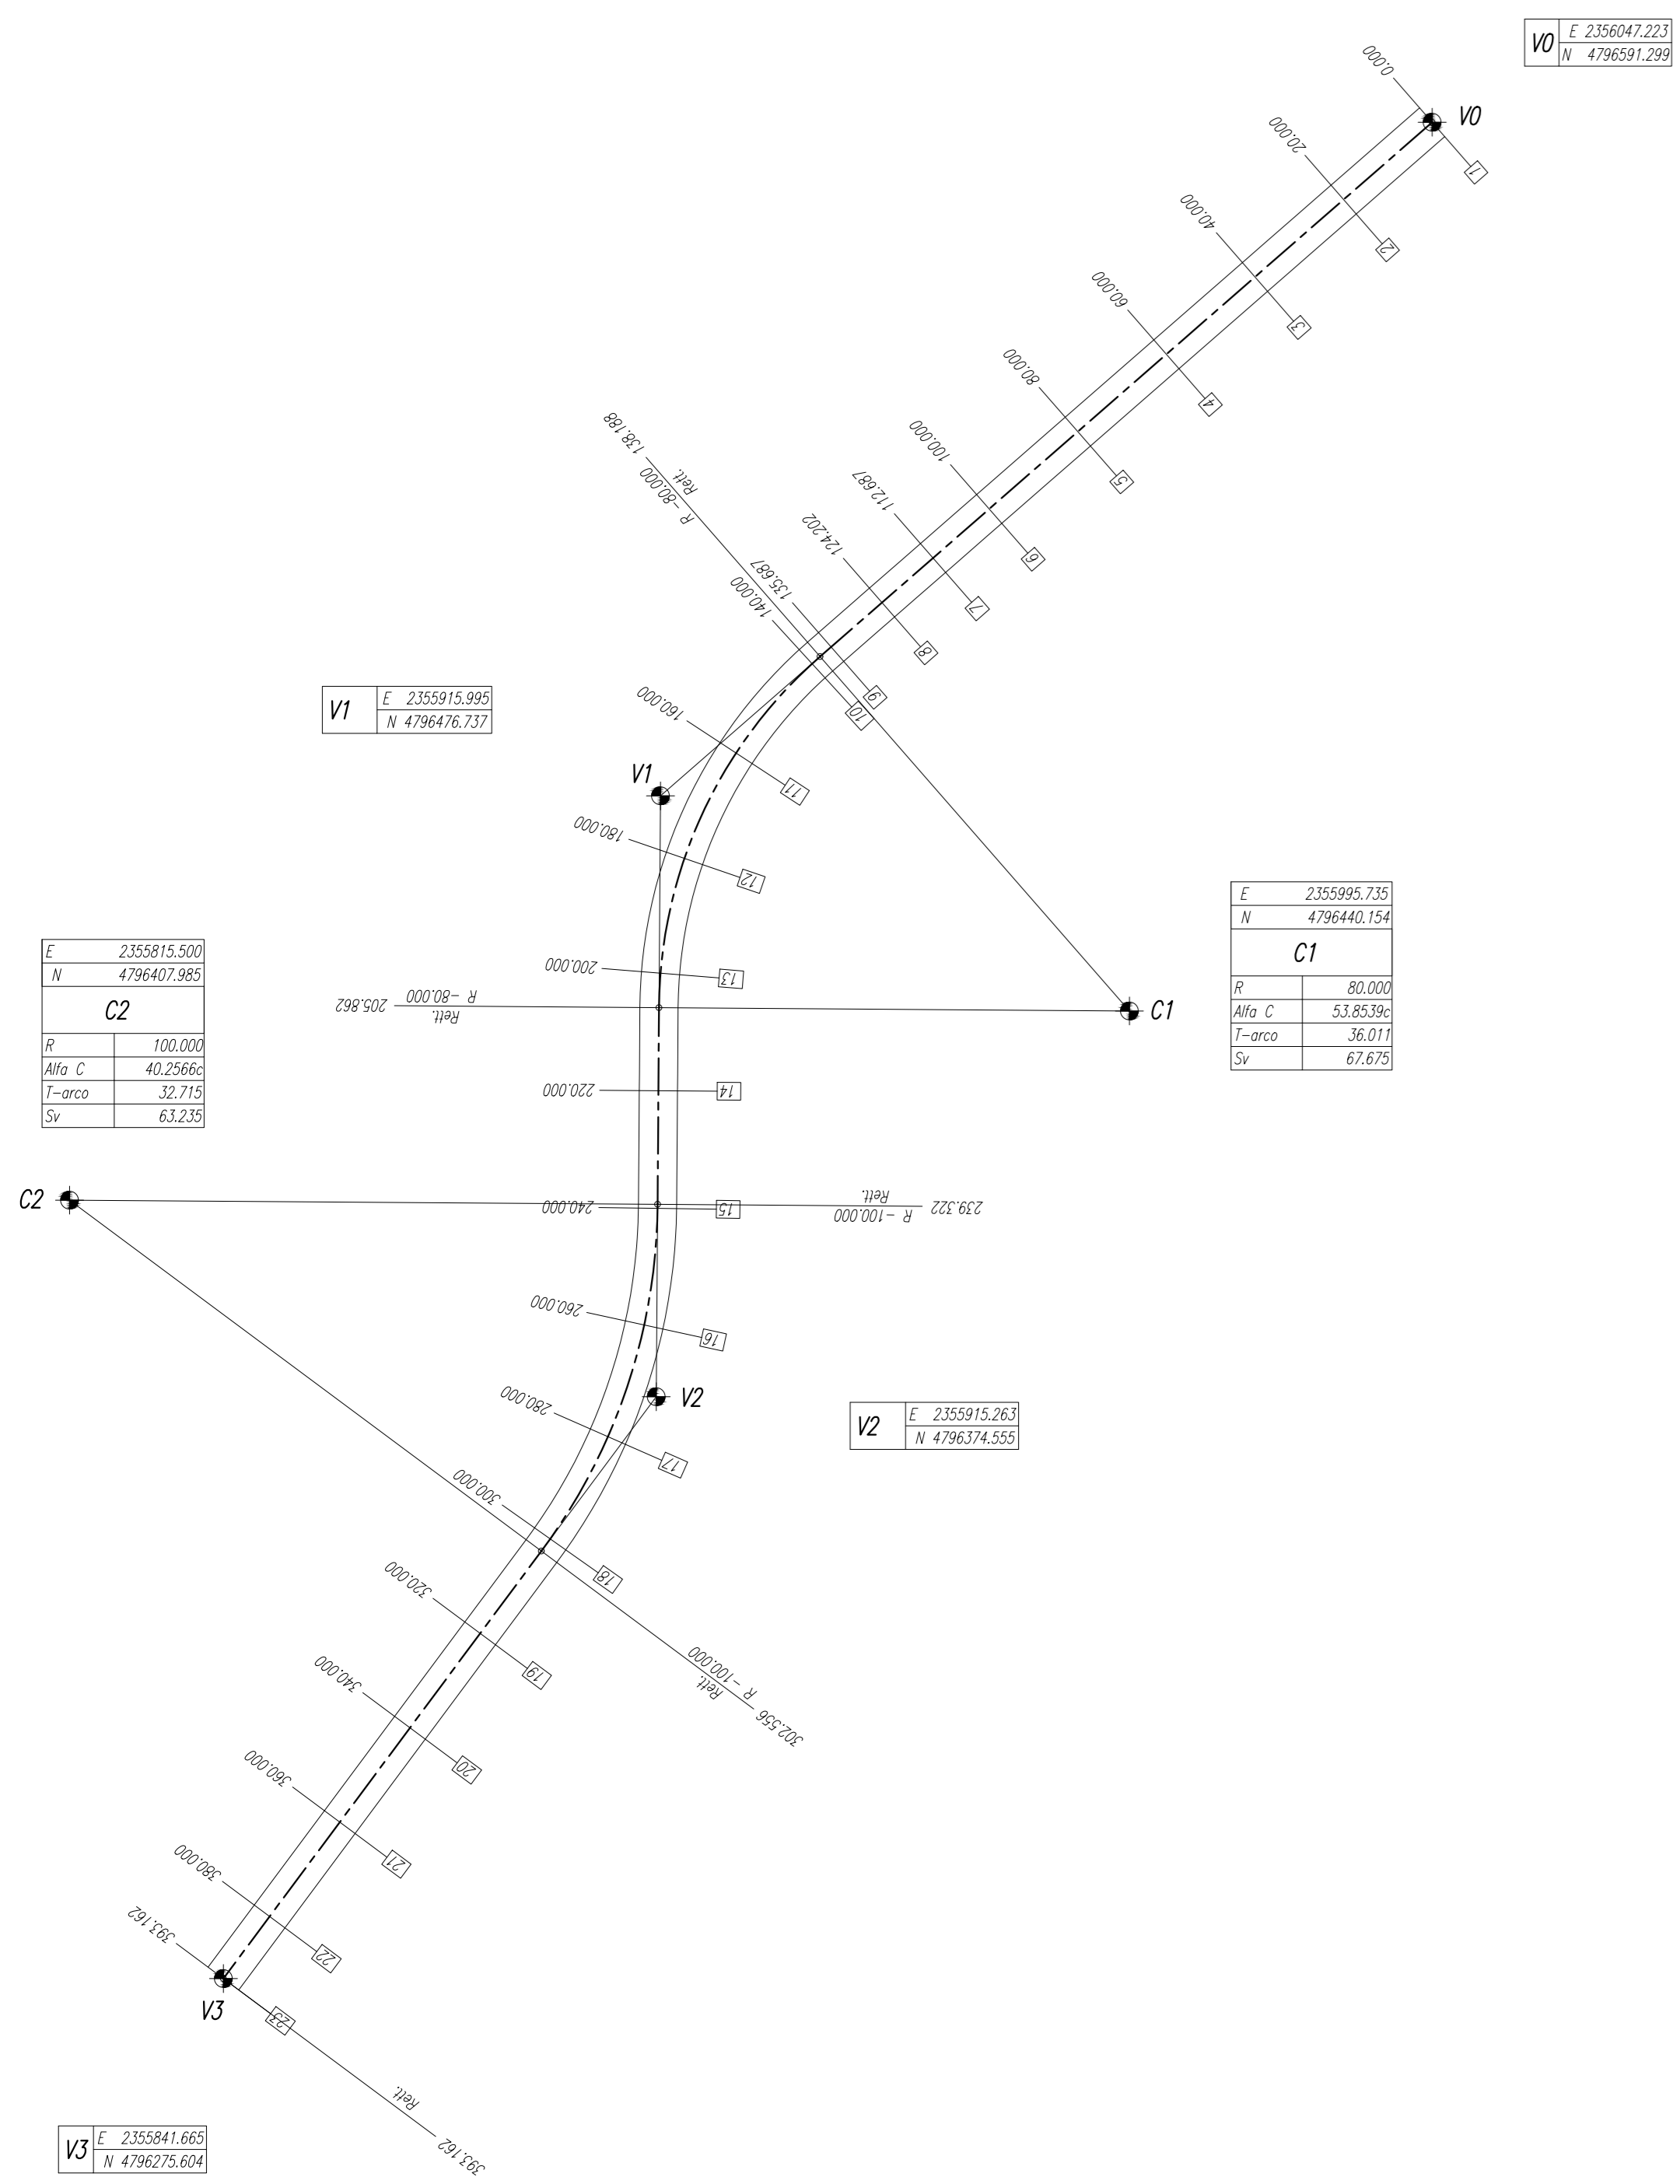 V0
E 2356047.223
N 4796591.299
0.000
V0
1
20.000
2
40.000
3
60.000
4
80.000
5
100.000
6
112.687
7
124.202
8
138.188
Rett.
R -80.000
135.687
9
140.000
10
V1
E 2355915.995
N 4796476.737
160.000
11
V1
180.000
12
200.000
13
205.862
R -80.000
Rett.
C1
E 2355995.735
N 4796440.154
C1
R 80.000
Alfa C 53.8539c
T-arco 36.011
Sv 67.675
E 2355815.500
N 4796407.985
C2
R 100.000
Alfa C 40.2566c
T-arco 32.715
Sv 63.235
220.000
14
C2
240.000
15
Rett.
R -100.000
239.322
260.000
16
V2
280.000
17
V2
E 2355915.263
N 4796374.555
300.000
18
R -100.000
Rett.
302.556
320.000
19
340.000
20
360.000
21
380.000
22
393.162
V3
23
Rett.
393.162
V3
E 2355841.665
N 4796275.604